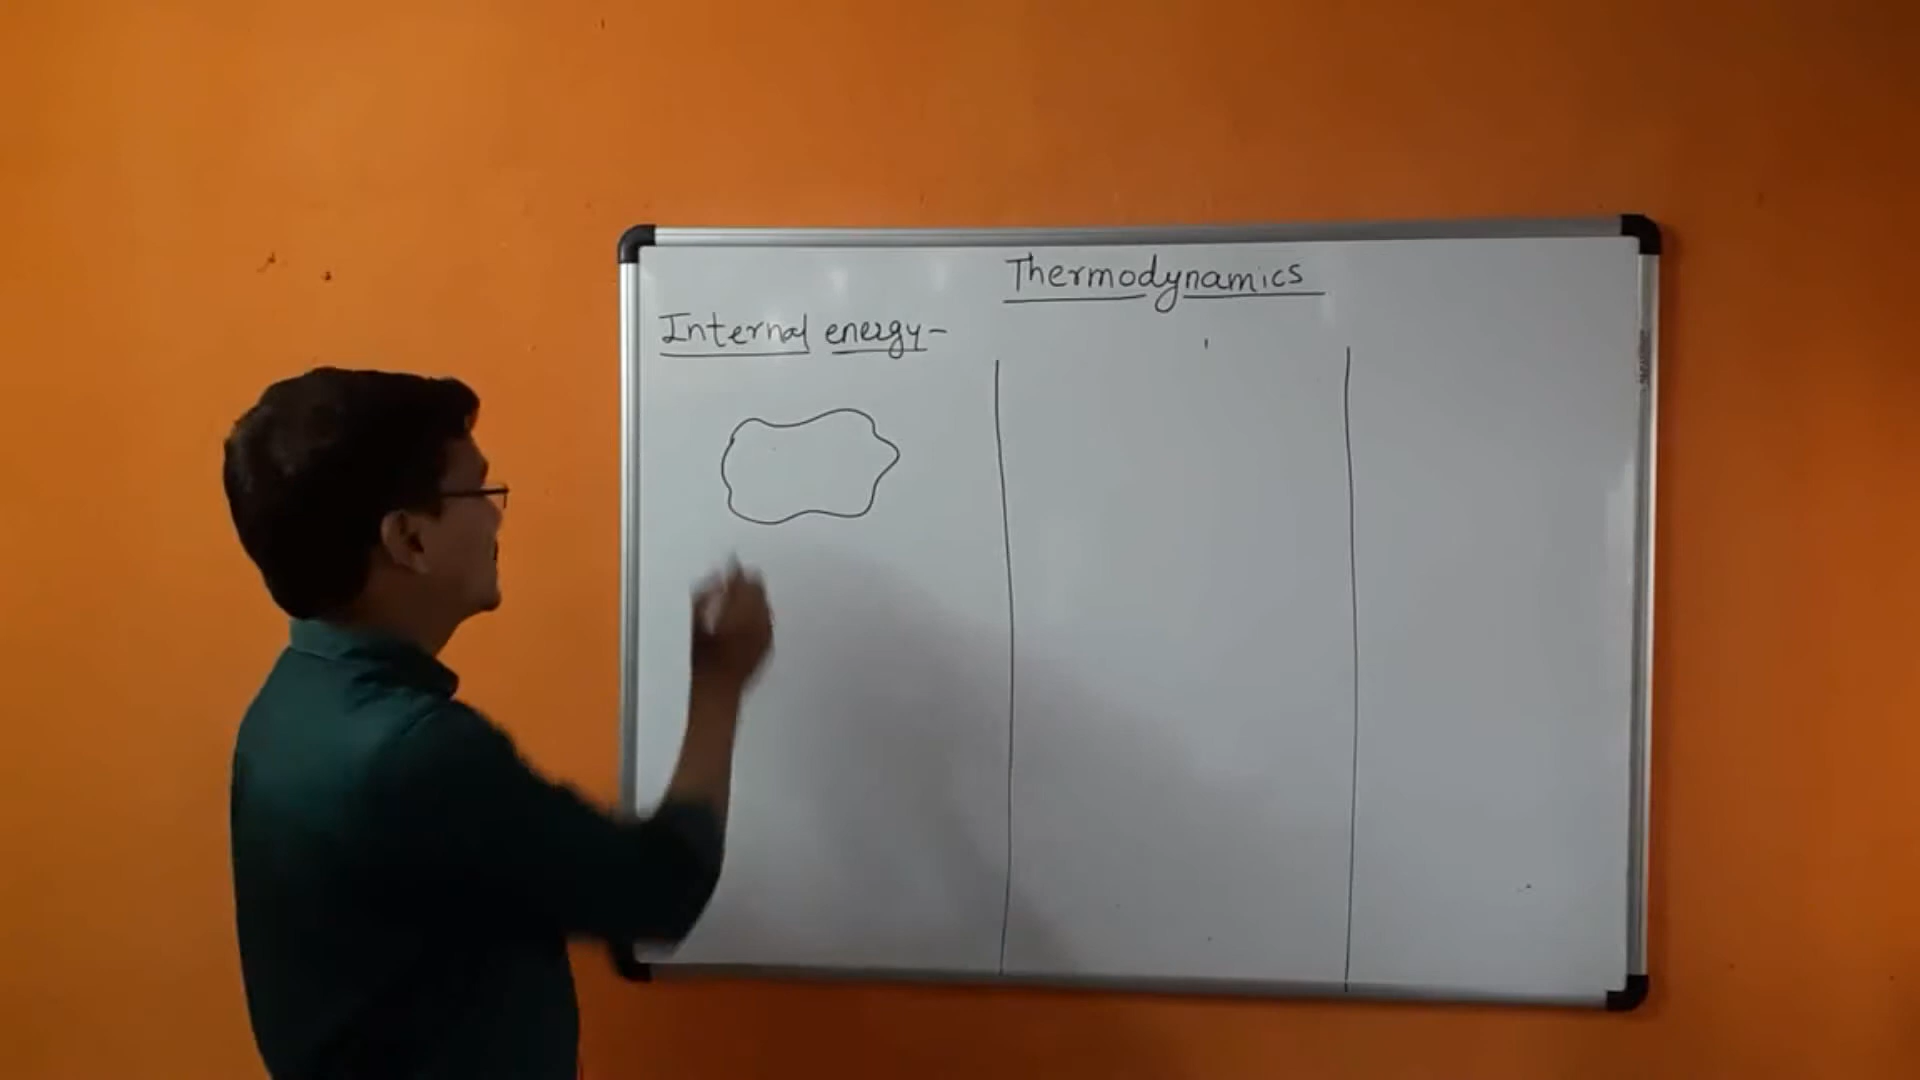 Thermodynamics
Internal energy-